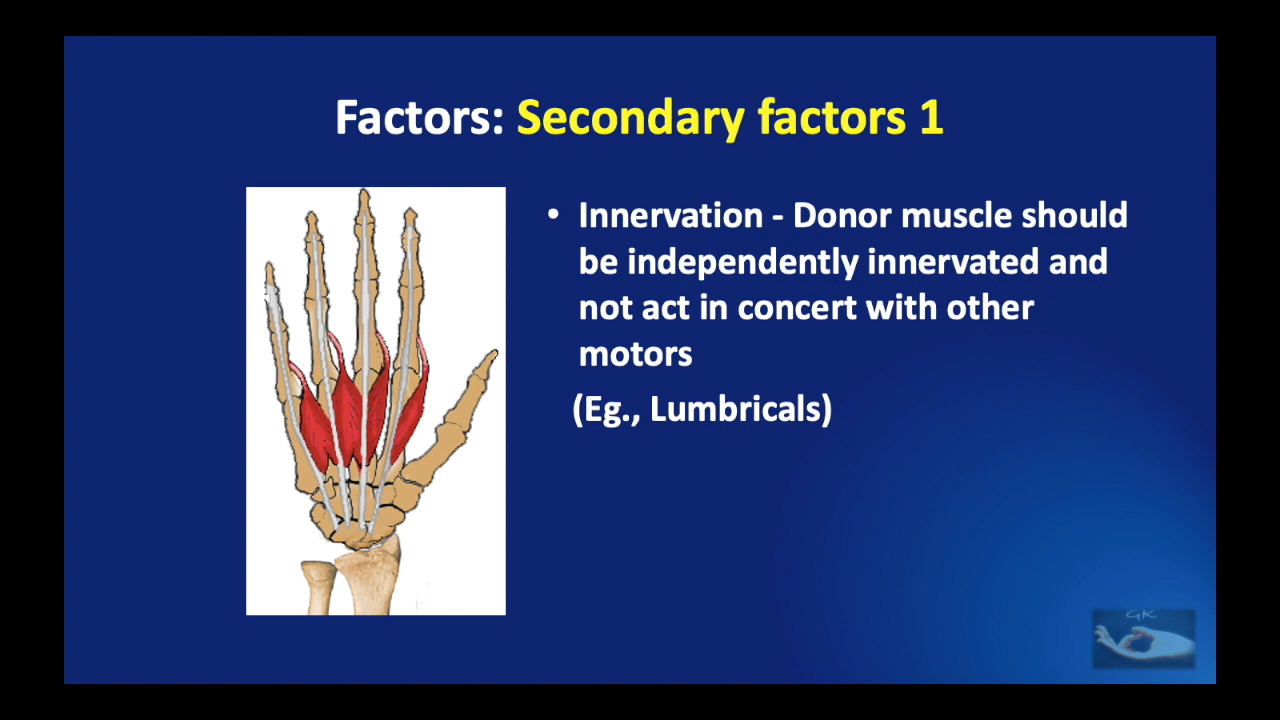 Factors: Secondary factors 1
• Innervation - Donor muscle should
be independently innervated and
not act in concert with other
motors
(Eg., Lumbricals)
GK